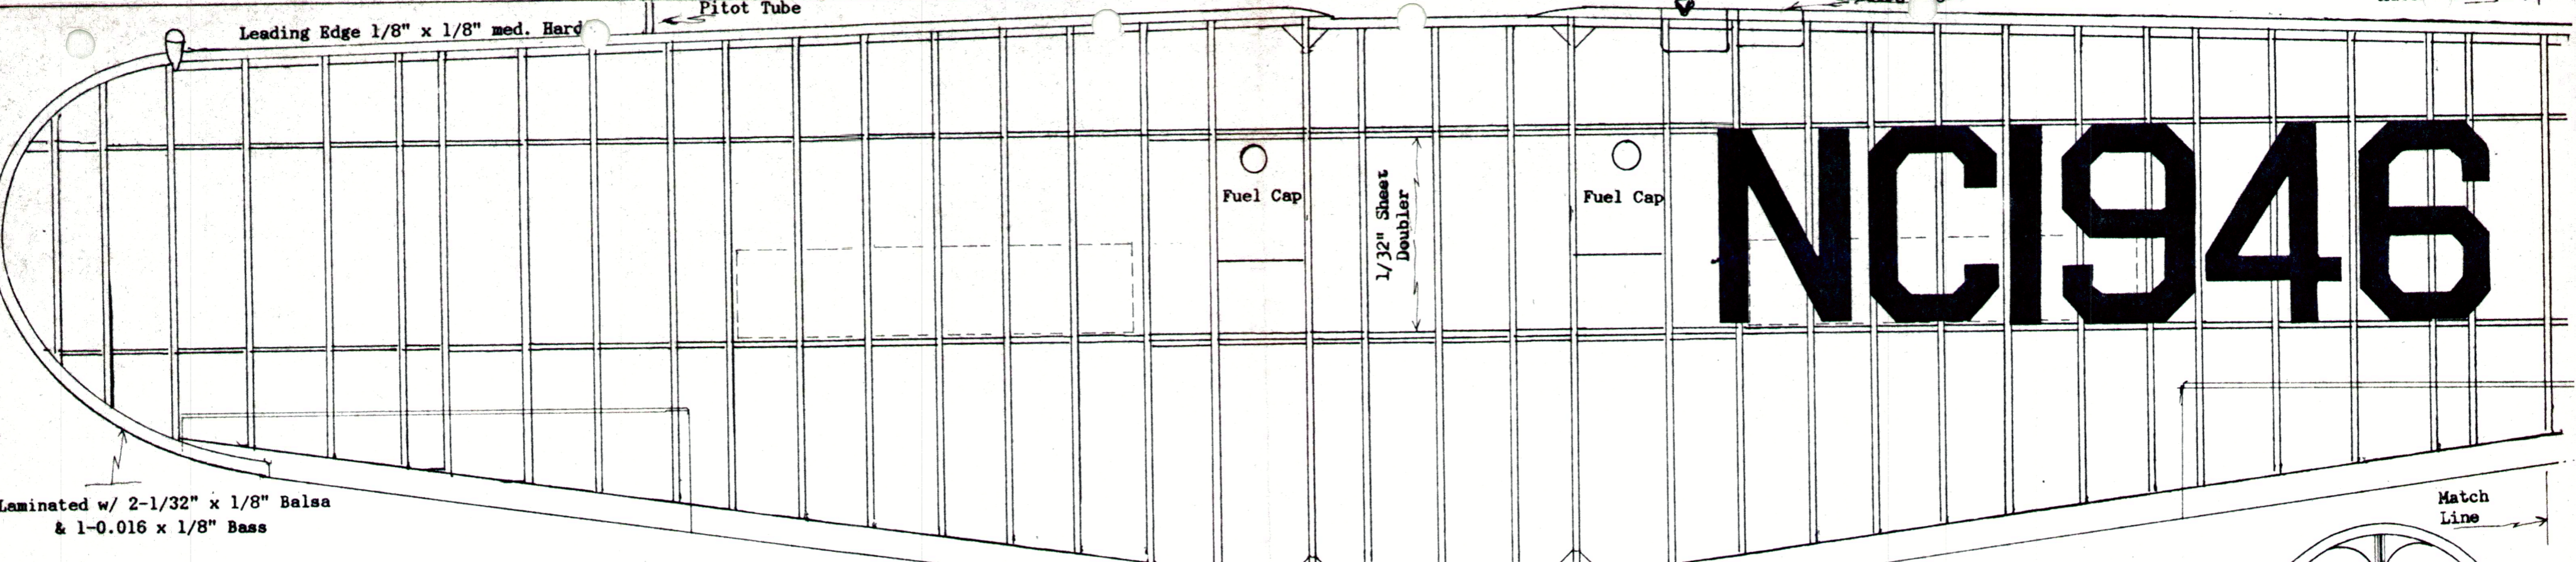 Pitot Tube
Leading Edge 1/8" x 1/8" med. Hard
Fuel Cap
1/32" Sheet
Doubler
Fuel Cap
NC1946
Laminated w/ 2-1/32" x 1/8" Balsa
& 1-0.016 x 1/8" Bass
Match
Line